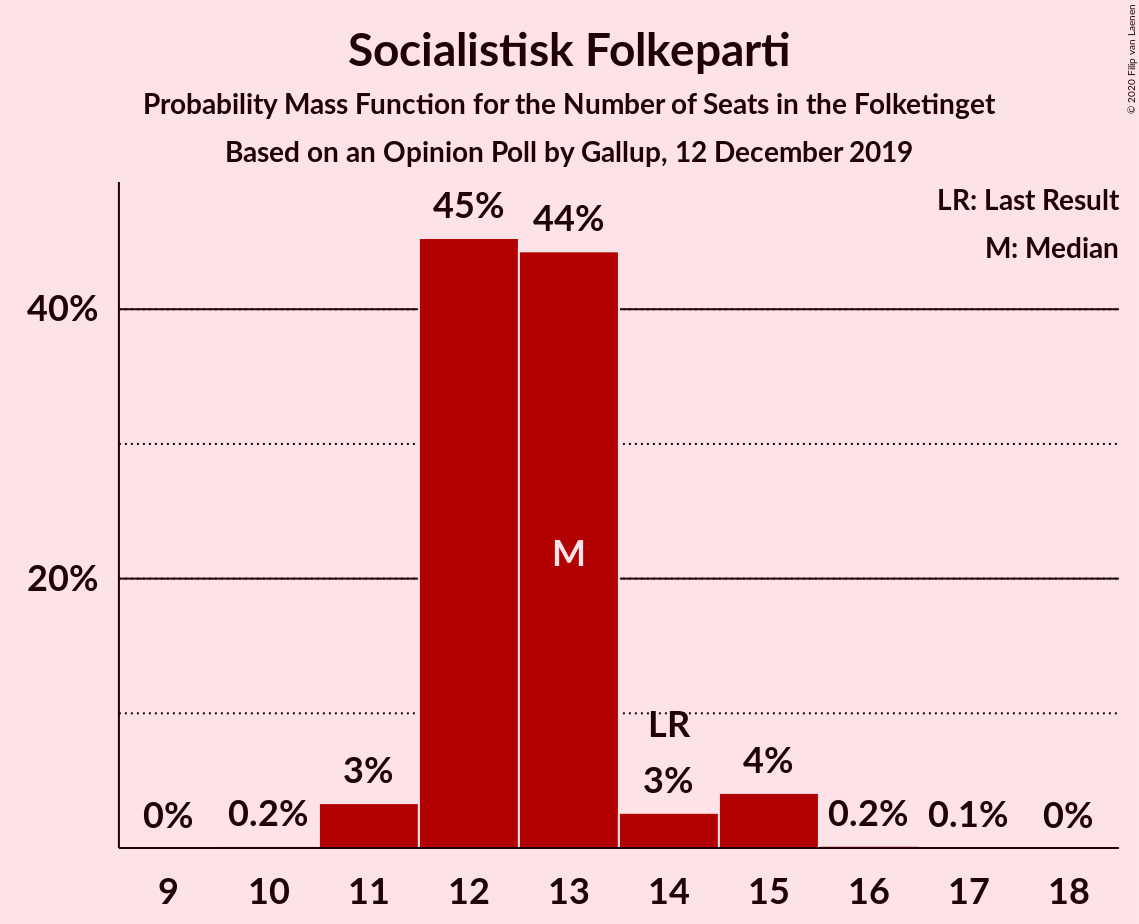 Socialistisk Folkeparti
Probability Mass Function for the Number of Seats in the Folketinget
Based on an Opinion Poll by Gallup, 12 December 2019
© 2020 Filip van Laenen
LR: Last Result
M: Median
45%
44%
40%
20%
M
LR
0%
0.2%
3%
3%
4%
0.2%
0.1%
0%
9 10 11 12 13 14 15 16 17 18